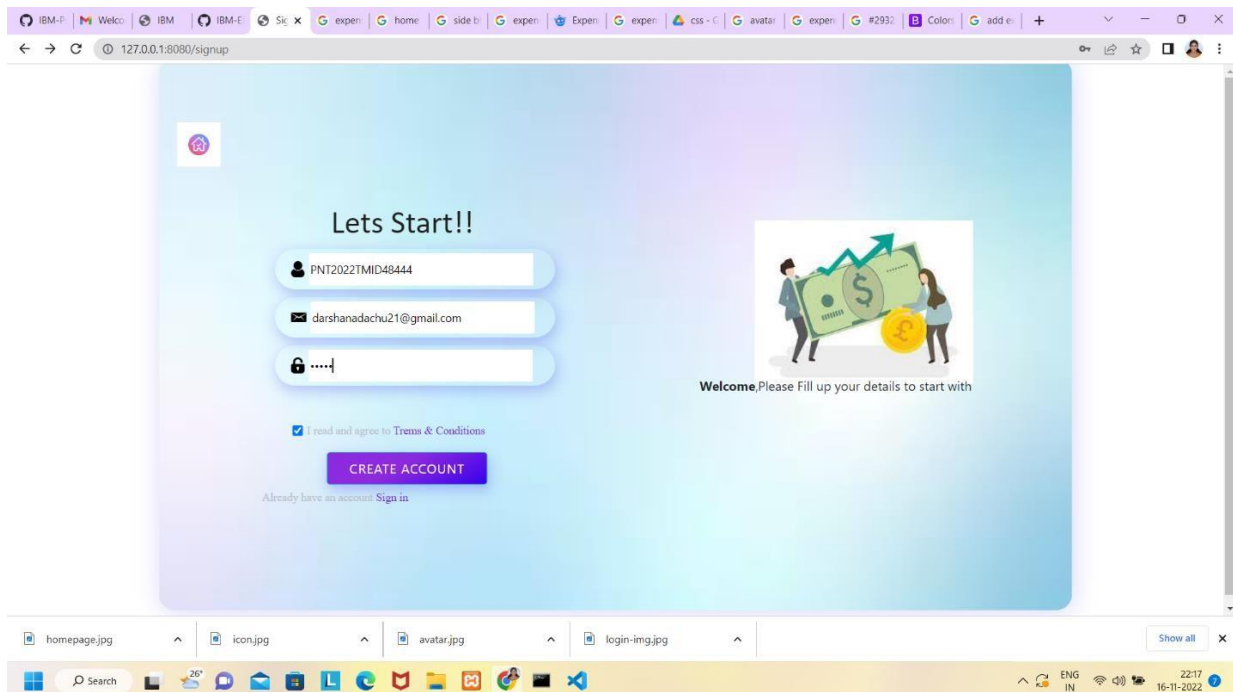 IBM-P
Welco
IBM
IBM-E
Sig
expen
home
side b
expen
Expen
expen
css - C
avatar
expen
#2932
B Colors
add e
127.0.0.1:8080/signup
Lets Start!!
PNT2022TMID48444
darshanadachu21@gmail.com
•••••
I read and agree to Trems & Conditions
CREATE ACCOUNT
Already have an account Sign in
Welcome,Please Fill up your details to start with
homepage.jpg
icon.jpg
avatar.jpg
login-img.jpg
Show all
26°
Search
ENG
IN
22:17
16-11-2022
7